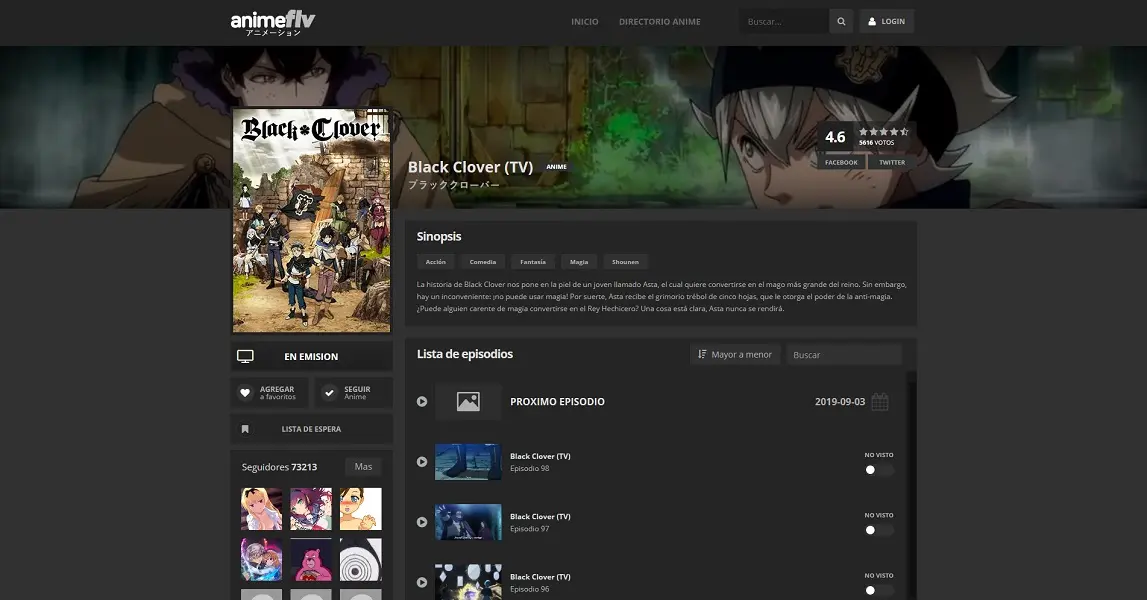 animeflv
アニメーション
INICIO
DIRECTORIO ANIME
Buscar...
LOGIN
Black Clover
Black Clover (TV)
ANIME
ブラッククローバー
4.6
5616 VOTOS
FACEBOOK
TWITTER
EN EMISION
AGREGAR
a favoritos
SEGUIR
Anime
LISTA DE ESPERA
Seguidores 73213
Mas
Sinopsis
Acción
Comedia
Fantasía
Magia
Shounen
La historia de Black Clover nos pone en la piel de un joven llamado Asta, el cual quiere convertirse en el mago más grande del reino. Sin embargo,
hay un inconveniente: ¡no puede usar magia! Por suerte, Asta recibe el grimorio trébol de cinco hojas, que le otorga el poder de la anti-magia.
¿Puede alguien carente de magia convertirse en el Rey Hechicero? Una cosa está clara, Asta nunca se rendirá.
Lista de episodios
Mayor a menor
Buscar
PROXIMO EPISODIO
2019-09-03
Black Clover (TV)
Episodio 98
NO VISTO
Black Clover (TV)
Episodio 97
NO VISTO
Black Clover (TV)
Episodio 96
NO VISTO